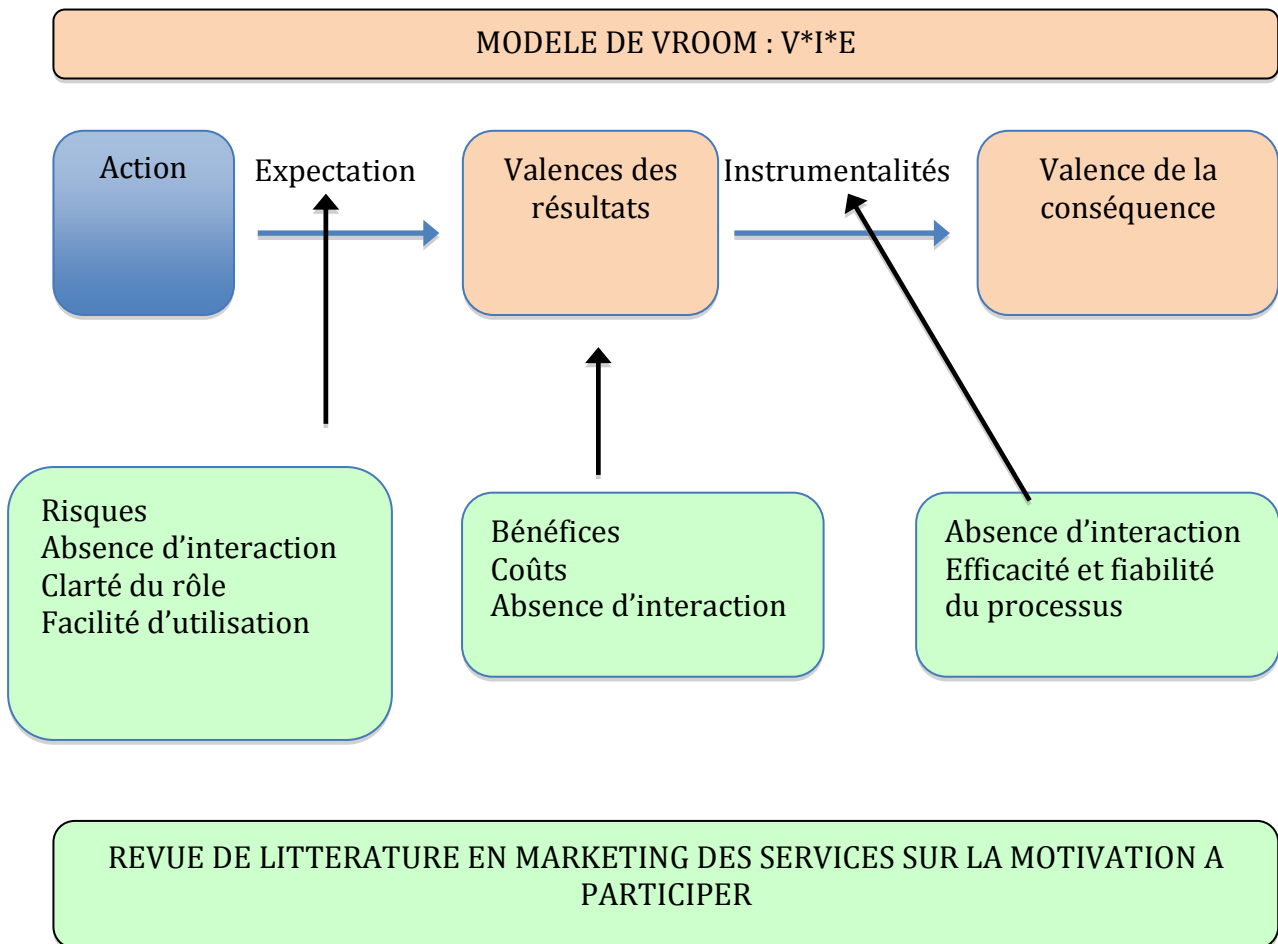 MODELE DE VROOM : V*I*E
Action
Expectation
Valences des
résultats
Instrumentalités
Valence de la
conséquence
Risques
Absence d’interaction
Clarté du rôle
Facilité d’utilisation
Bénéfices
Coûts
Absence d’interaction
Absence d’interaction
Efficacité et fiabilité
du processus
REVUE DE LITTERATURE EN MARKETING DES SERVICES SUR LA MOTIVATION A
PARTICIPER